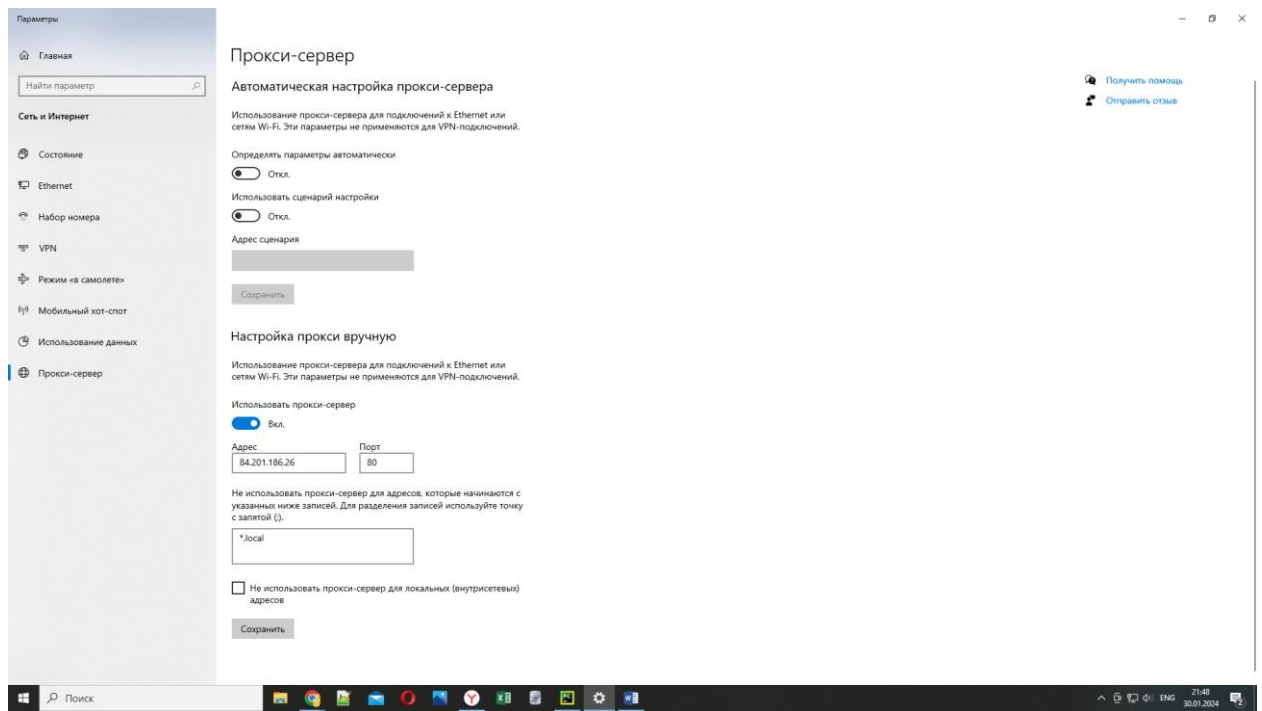 Параметры
Главная
Найти параметр
Сеть и Интернет
Состояние
Ethernet
Набор номера
VPN
Режим «в самолете»
Мобильный хот-спот
Использование данных
Прокси-сервер
Прокси-сервер
Автоматическая настройка прокси-сервера
Использование прокси-сервера для подключений к Ethernet или
сетям Wi-Fi. Эти параметры не применяются для VPN-подключений.
Определять параметры автоматически
Откл.
Использовать сценарий настройки
Откл.
Адрес сценария
Сохранить
Настройка прокси вручную
Использование прокси-сервера для подключений к Ethernet или
сетям Wi-Fi. Эти параметры не применяются для VPN-подключений.
Использовать прокси-сервер
Вкл.
Адрес Порт
84.201.186.26 80
Не использовать прокси-сервер для адресов, которые начинаются с
указанных ниже записей. Для разделения записей используйте точку
с запятой (;).
*.local
Не использовать прокси-сервер для локальных (внутрисетевых)
адресов
Сохранить
Получить помощь
Отправить отзыв
Поиск
ENG
21:48
30.01.2024
2